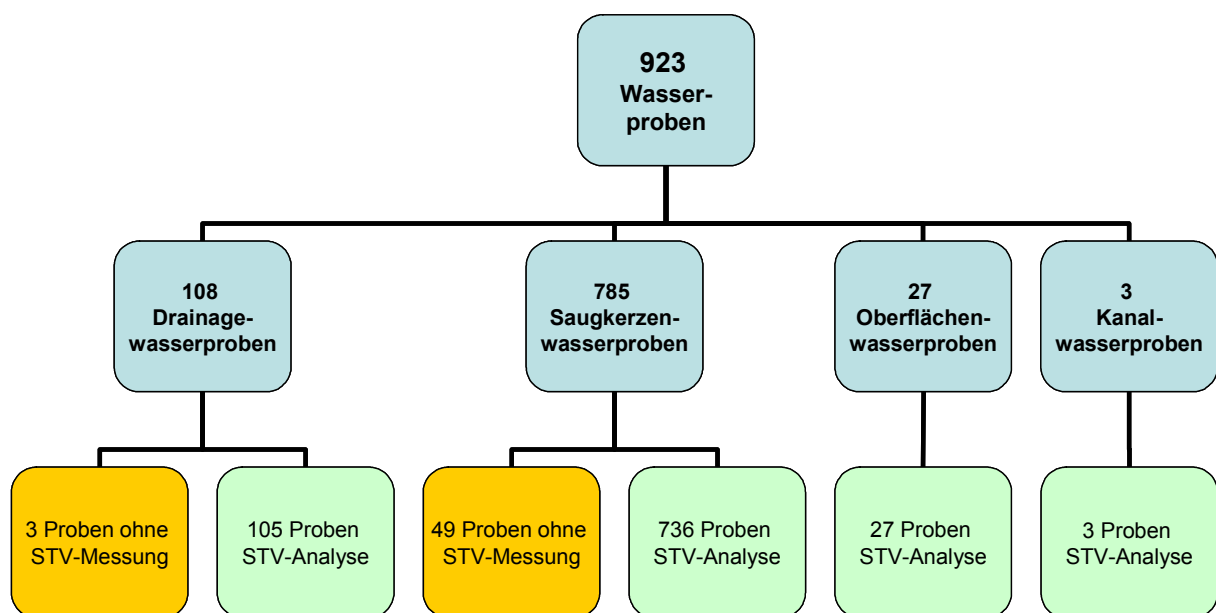 923
Wasser-
proben
108
Drainage-
wasserproben
785
Saugkerzen-
wasserproben
27
Oberflächen-
wasserproben
3
Kanal-
wasserproben
3 Proben ohne
STV-Messung
105 Proben
STV-Analyse
49 Proben ohne
STV-Messung
736 Proben
STV-Analyse
27 Proben
STV-Analyse
3 Proben
STV-Analyse